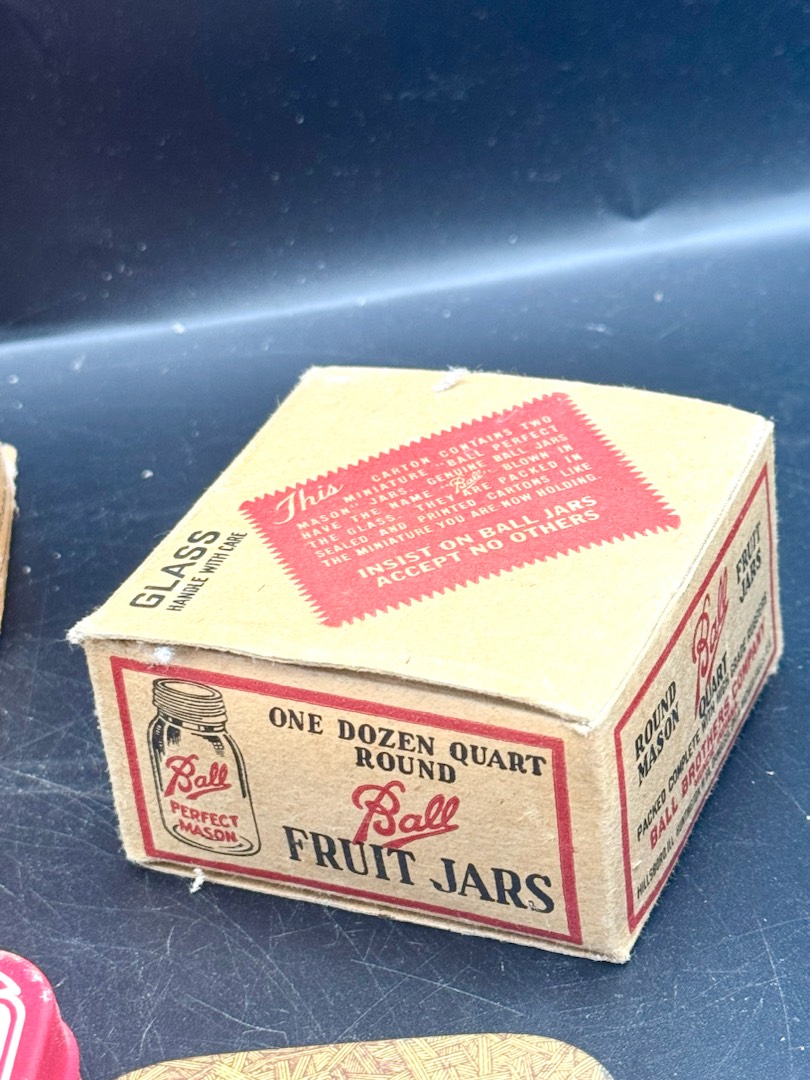 This CARTON CONTAINS TWO
MINIATURE "BALL PERFECT
MASON" JARS. GENUINE BALL JARS
HAVE THE NAME Ball BLOWN IN
THE GLASS. THEY ARE PACKED IN
SEALED AND PRINTED CARTONS LIKE
THE MINIATURE YOU ARE NOW HOLDING.
INSIST ON BALL JARS
ACCEPT NO OTHERS
GLASS
HANDLE WITH CARE
Ball
PERFECT
MASON
ONE DOZEN QUART
ROUND
Ball
FRUIT JARS
ROUND
MASON
Ball
QUART
FRUIT
JARS
PACKED COMPLETE WITH
BALL BROTHERS COMPANY
HILLSBORO, ILL.